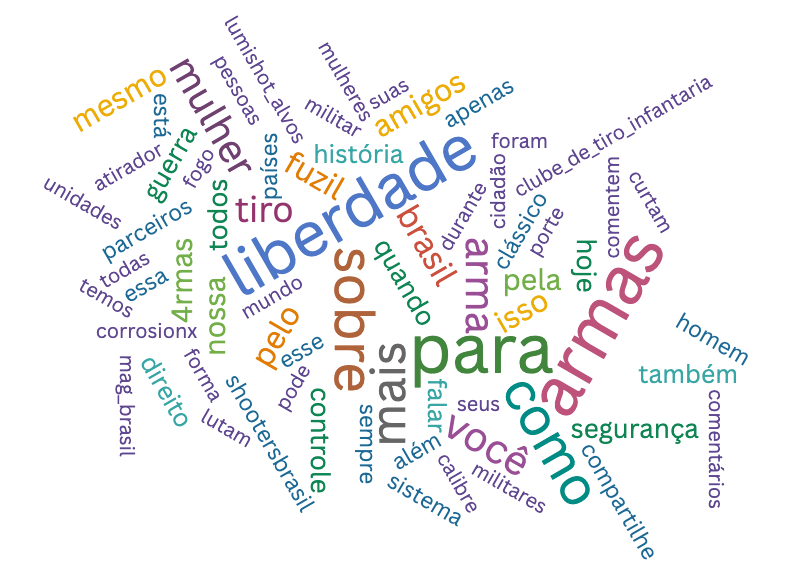 lumishot_alvos
mulheres
pessoas
mulher
mesmo
suas
amigos
apenas
militar
está
países
história
foram
clube_de_tiro_infantaria
atirador
guerra
fogo
fuzil
liberdade
cidadão
comentem
curtam
unidades
todos
tiro
brasil
durante
clássico
porte
parceiros
4rmas
quando
arma
hoje
armas
todas
temos
essa
nossa
mundo
sobre
pela
isso
corrosionx
pelo
esse
mais
para
homem
mag_brasil
direito
forma
pode
falar
também
lutam
shootersbrasil
controle
sempre
além
seus
você
como
segurança
comentários
sistema
calibre
militares
compartilhe